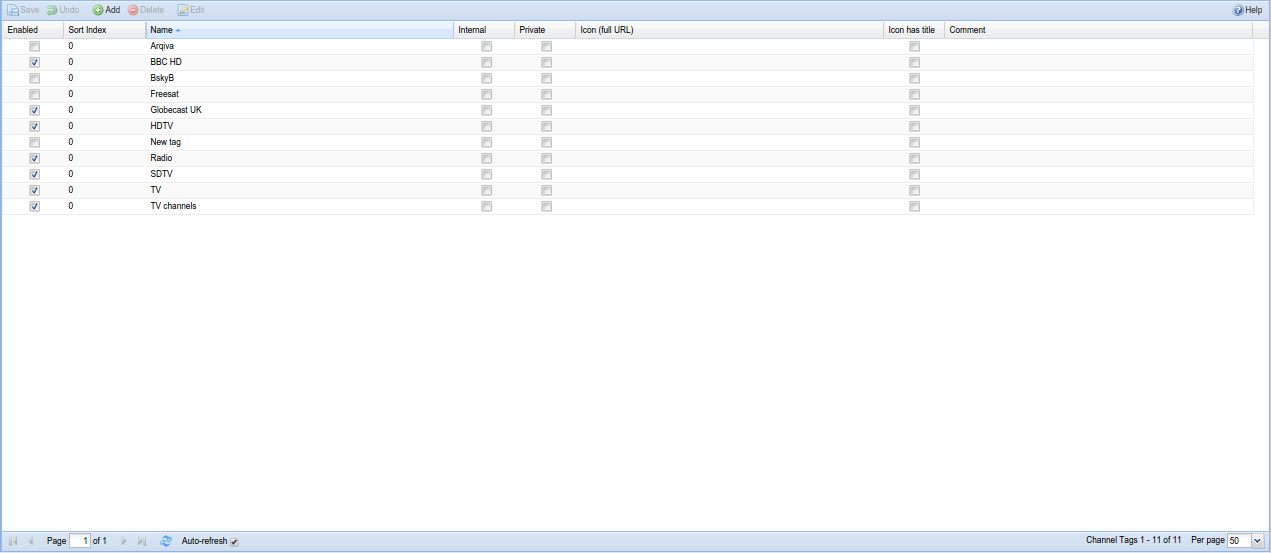 Save Undo Add Delete Edit Help
Enabled Sort Index Name Internal Private Icon (full URL) Icon has title Comment
0 Arqiva
0 BBC HD
0 BskyB
0 Freesat
0 Globecast UK
0 HDTV
0 New tag
0 Radio
0 SDTV
0 TV
0 TV channels
Page 1 of 1 Auto-refresh Channel Tags 1 - 11 of 11 Per page 50